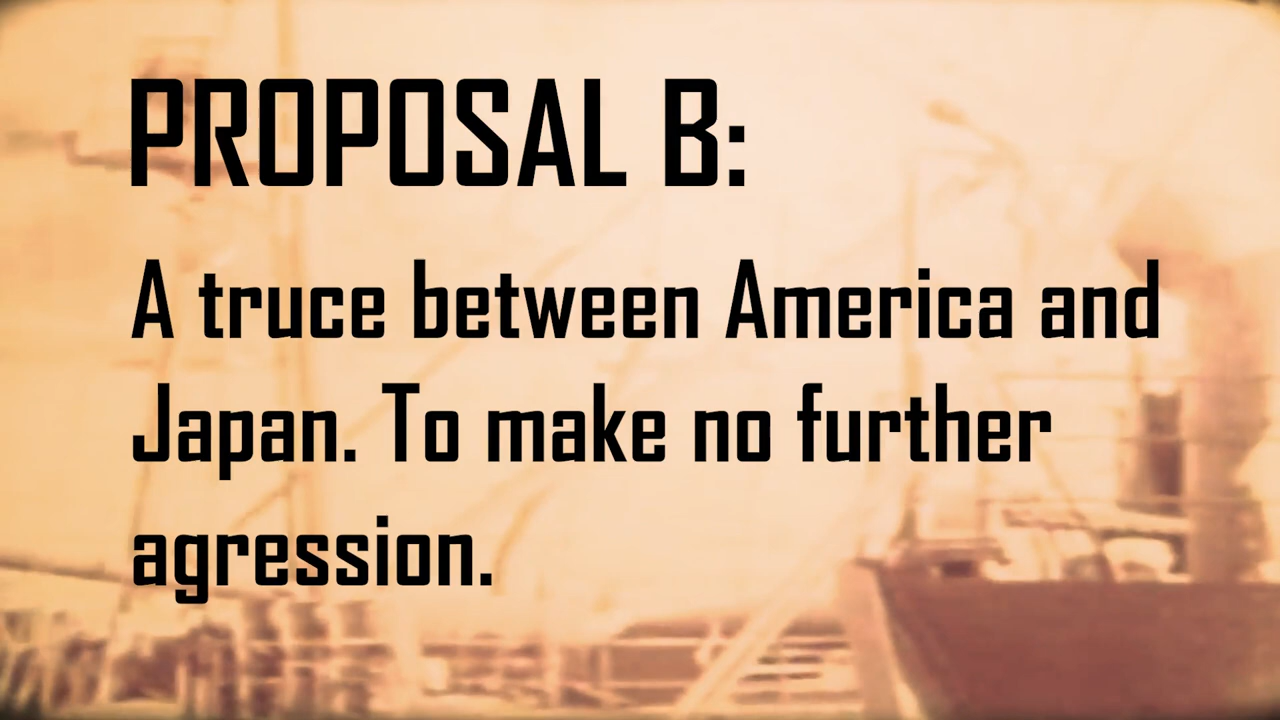 PROPOSAL B:
A truce between America and
Japan. To make no further
agression.